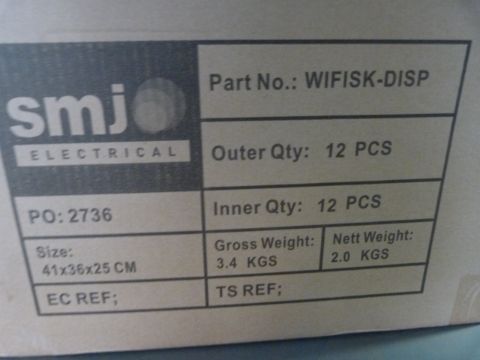 smj
ELECTRICAL
Part No.: WIFISK-DISP
Outer Qty: 12 PCS
PO: 2736
Inner Qty: 12 PCS
Size:
41x36x25 CM
Gross Weight:
3.4 KGS
Nett Weight:
2.0 KGS
EC REF;
TS REF;